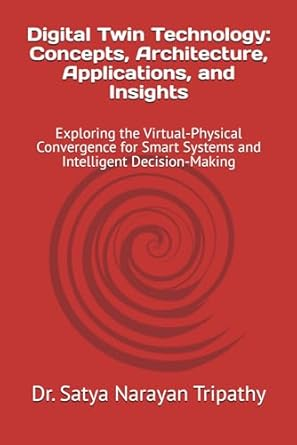 Digital Twin Technology:
Concepts, Architecture,
Applications, and
Insights
Exploring the Virtual-Physical
Convergence for Smart Systems and
Intelligent Decision-Making
Dr. Satya Narayan Tripathy